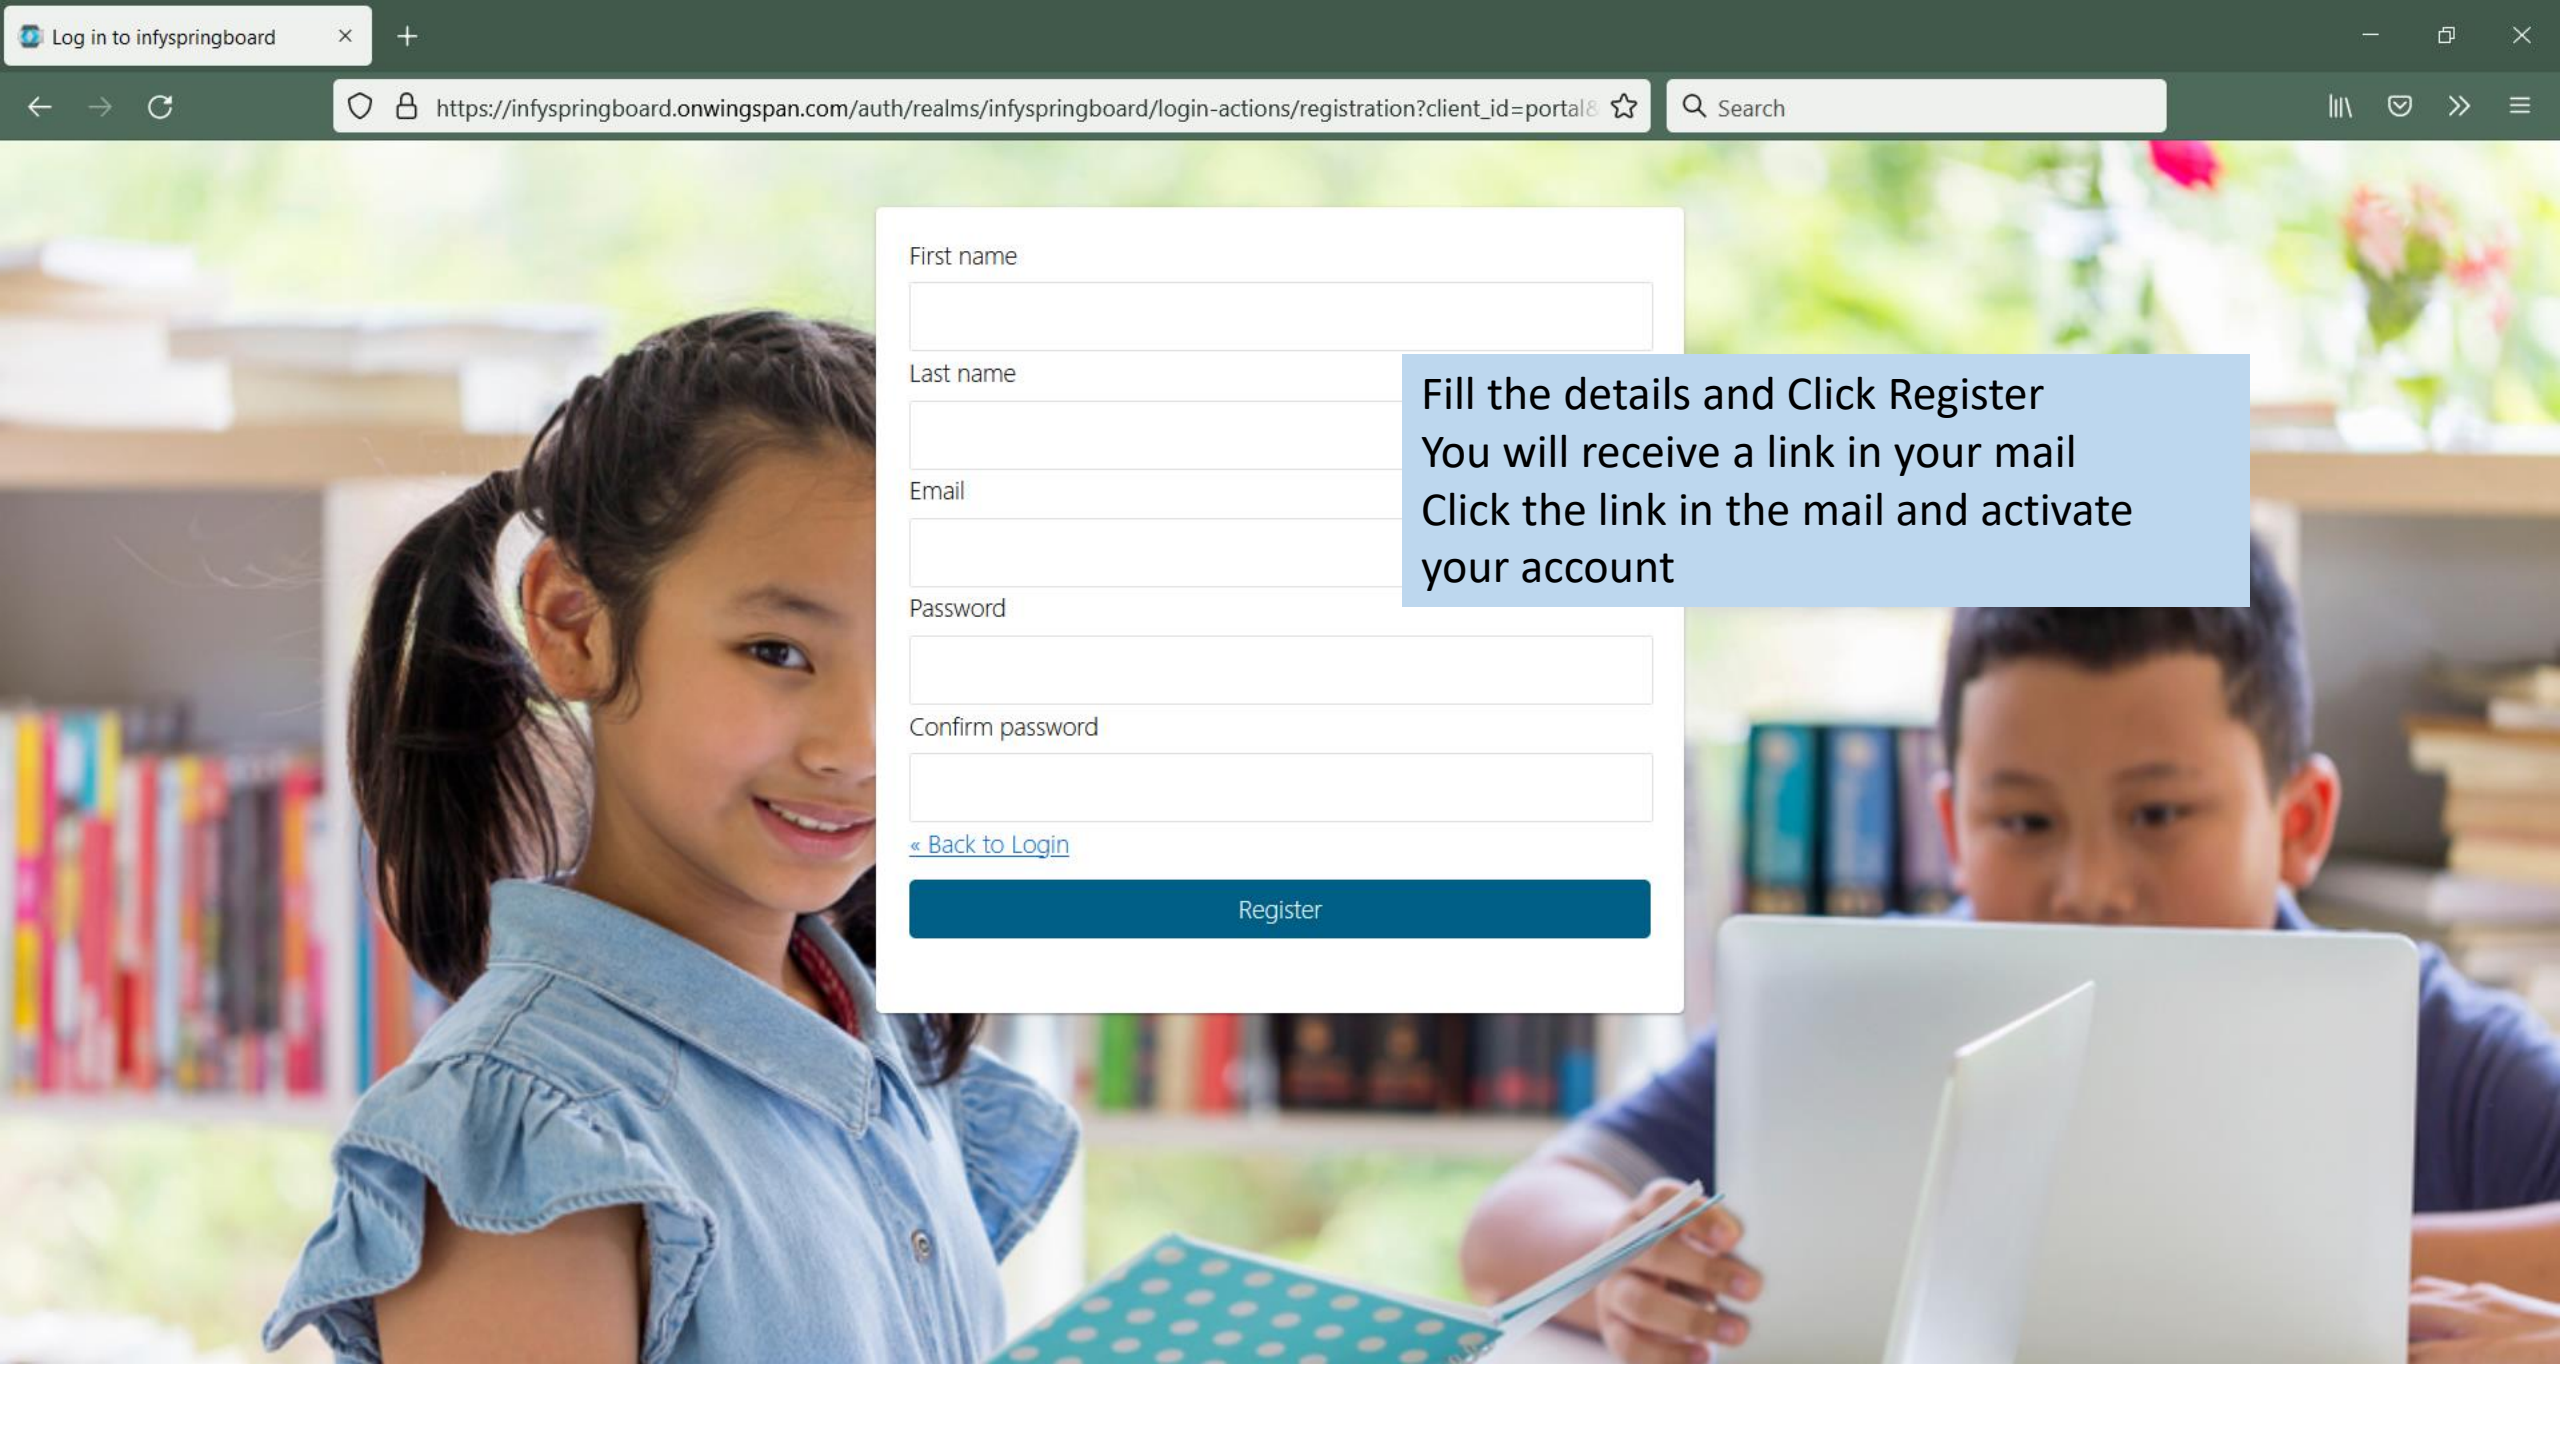 Log in to infyspringboard
https://infyspringboard.onwingspan.com/auth/realms/infyspringboard/login-actions/registration?client_id=portal&
Search
First name
Last name
Fill the details and Click Register
You will receive a link in your mail
Click the link in the mail and activate
your account
Email
Password
Confirm password
« Back to Login
Register